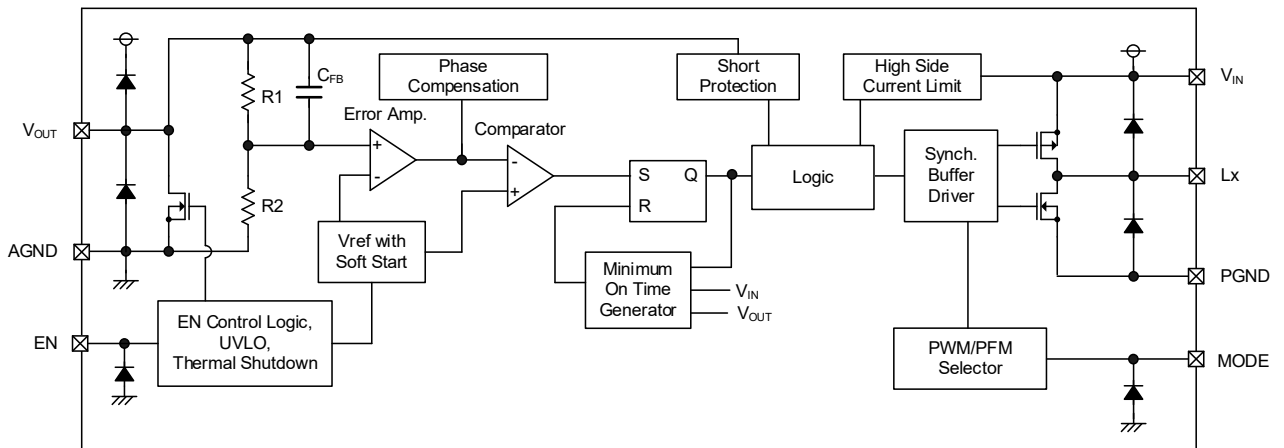 Phase
Compensation
Short
Protection
High Side
Current Limit
VIN
CFB
R1
Error Amp.
Comparator
VOUT
+
-
-
+
S
Q
R
Logic
Synch.
Buffer
Driver
Lx
R2
Vref with
Soft Start
AGND
Minimum
On Time
Generator
VIN
VOUT
PGND
EN
EN Control Logic,
UVLO,
Thermal Shutdown
PWM/PFM
Selector
MODE